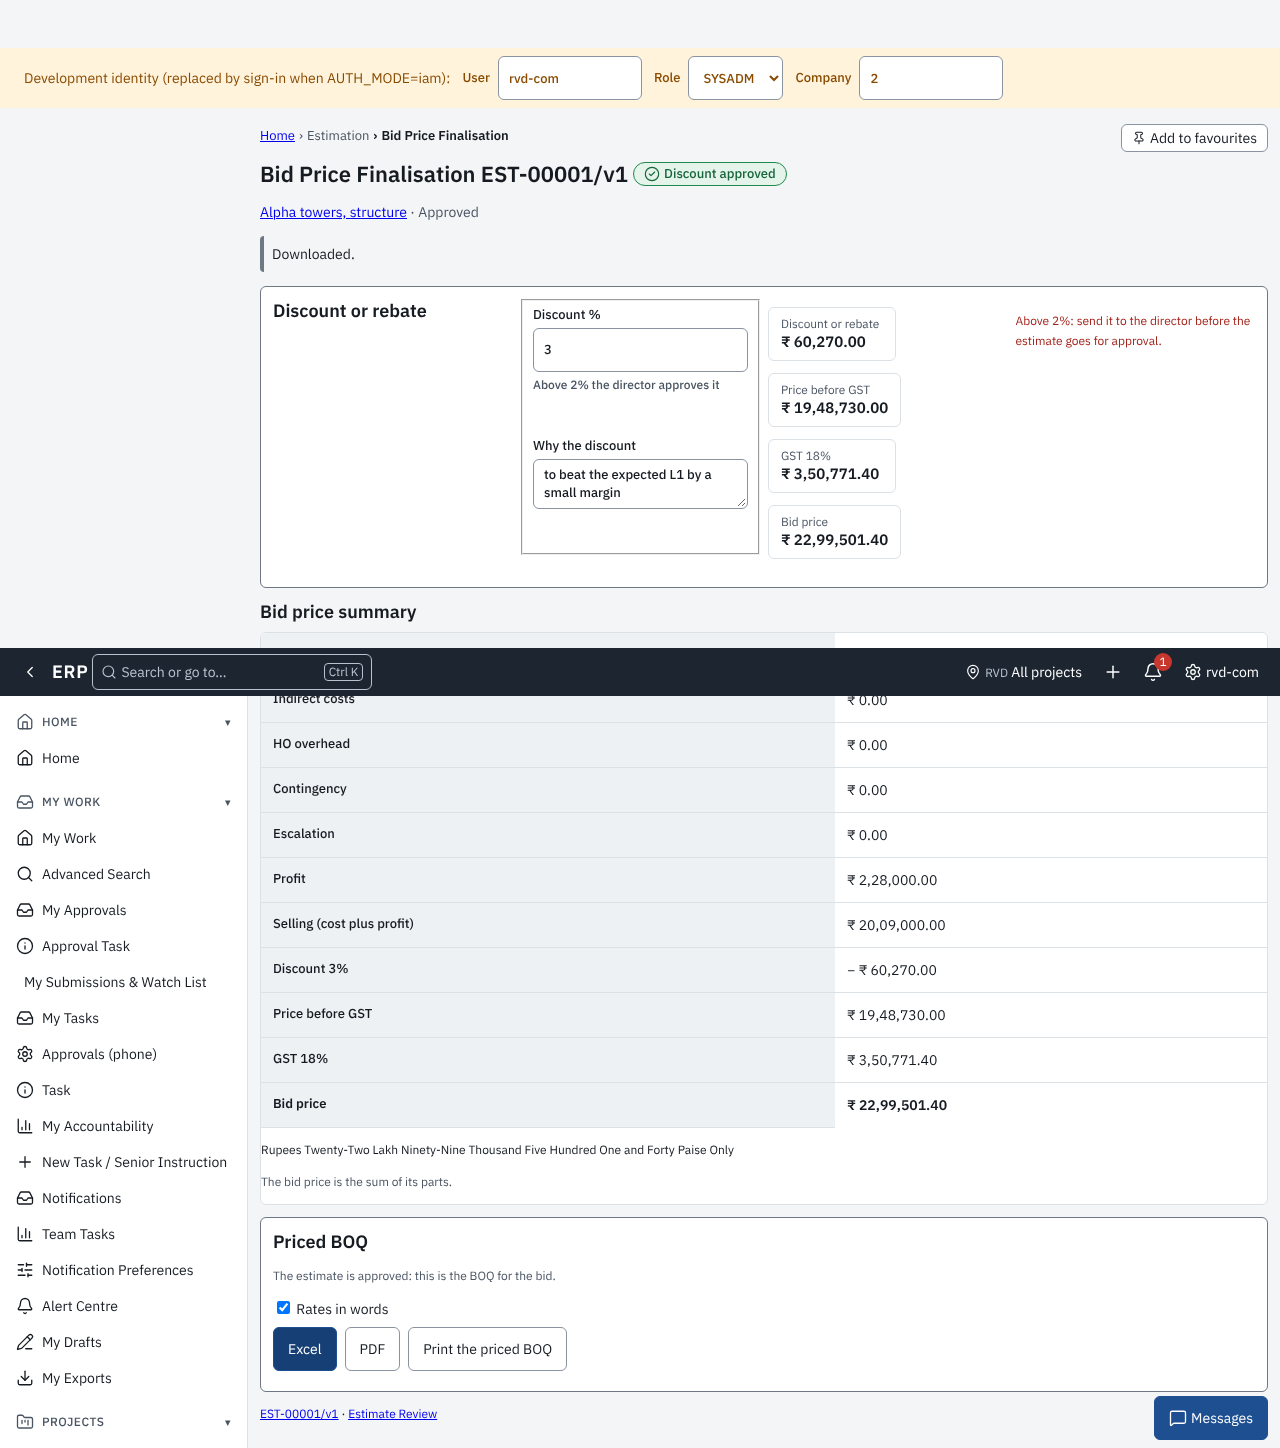 Development identity (replaced by sign-in when AUTH_MODE=iam): User rvd-com Role SYSADM Company 2
Home › Estimation › Bid Price Finalisation
Add to favourites
Bid Price Finalisation EST-00001/v1 Discount approved
Alpha towers, structure · Approved
Downloaded.
Discount or rebate
Discount %
3
Above 2% the director approves it
Why the discount
to beat the expected L1 by a
small margin
Discount or rebate
₹ 60,270.00
Price before GST
₹ 19,48,730.00
GST 18%
₹ 3,50,771.40
Bid price
₹ 22,99,501.40
Above 2%: send it to the director before the
estimate goes for approval.
Bid price summary
ERP Search or go to... Ctrl K RVD All projects 1 rvd-com
Indirect costs ₹ 0.00
HO overhead ₹ 0.00
Contingency ₹ 0.00
Escalation ₹ 0.00
Profit ₹ 2,28,000.00
Selling (cost plus profit) ₹ 20,09,000.00
Discount 3% − ₹ 60,270.00
Price before GST ₹ 19,48,730.00
GST 18% ₹ 3,50,771.40
Bid price ₹ 22,99,501.40
Rupees Twenty-Two Lakh Ninety-Nine Thousand Five Hundred One and Forty Paise Only
The bid price is the sum of its parts.
Priced BOQ
The estimate is approved: this is the BOQ for the bid.
Rates in words
Excel PDF Print the priced BOQ
EST-00001/v1 · Estimate Review
HOME
Home
MY WORK
My Work
Advanced Search
My Approvals
Approval Task
My Submissions & Watch List
My Tasks
Approvals (phone)
Task
My Accountability
New Task / Senior Instruction
Notifications
Team Tasks
Notification Preferences
Alert Centre
My Drafts
My Exports
PROJECTS
Messages